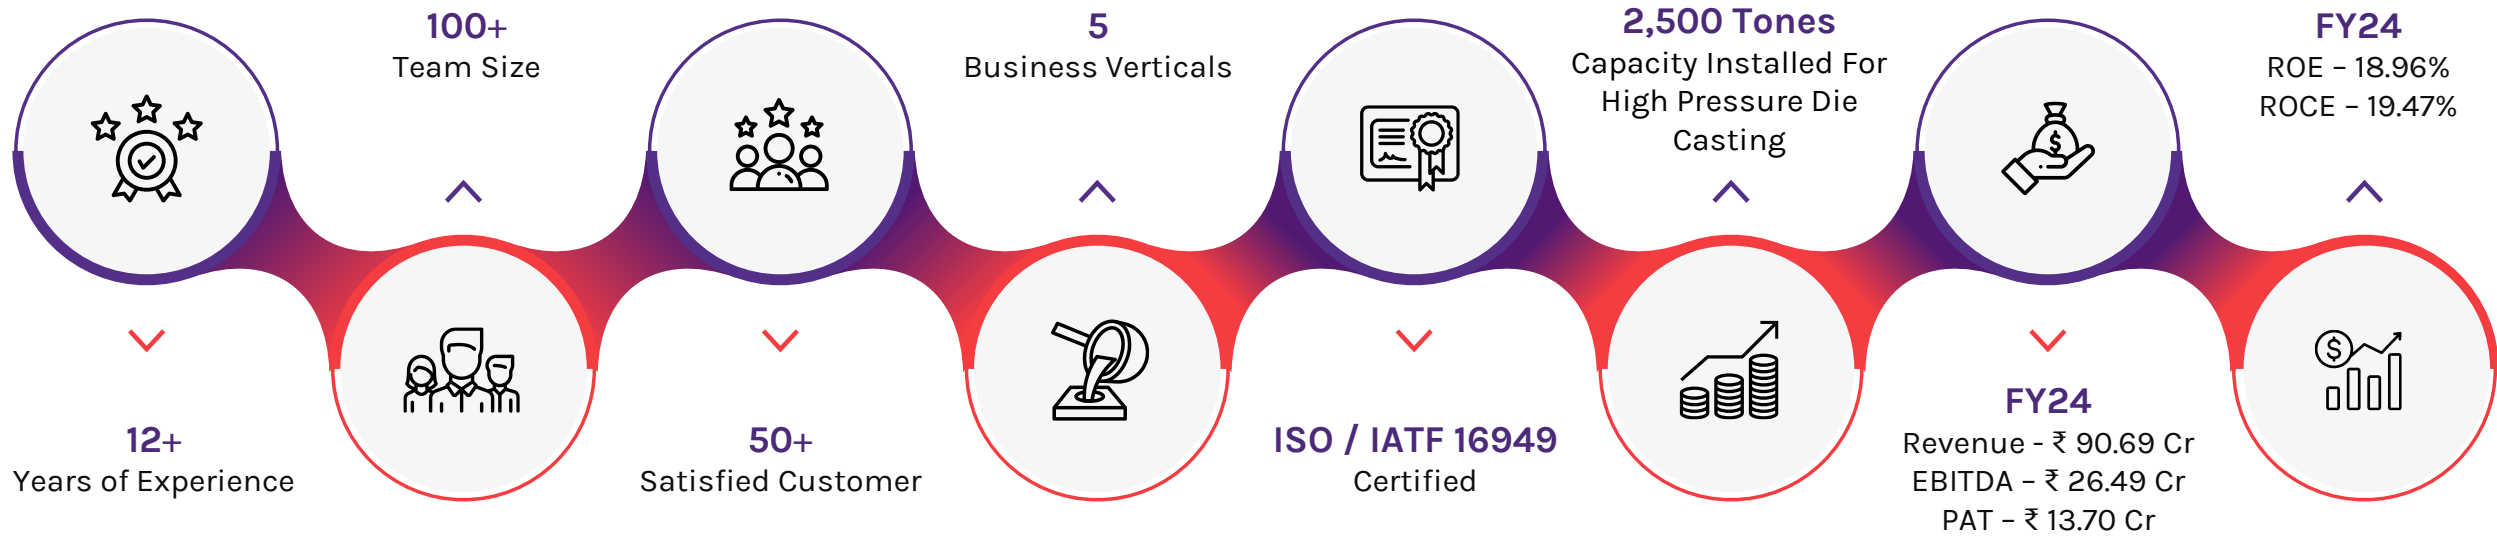 12+
Years of Experience
100+
Team Size
50+
Satisfied Customer
5
Business Verticals
ISO / IATF 16949
Certified
2,500 Tones
Capacity Installed For
High Pressure Die
Casting
FY24
Revenue - ₹ 90.69 Cr
EBITDA – ₹ 26.49 Cr
PAT – ₹ 13.70 Cr
FY24
ROE – 18.96%
ROCE – 19.47%